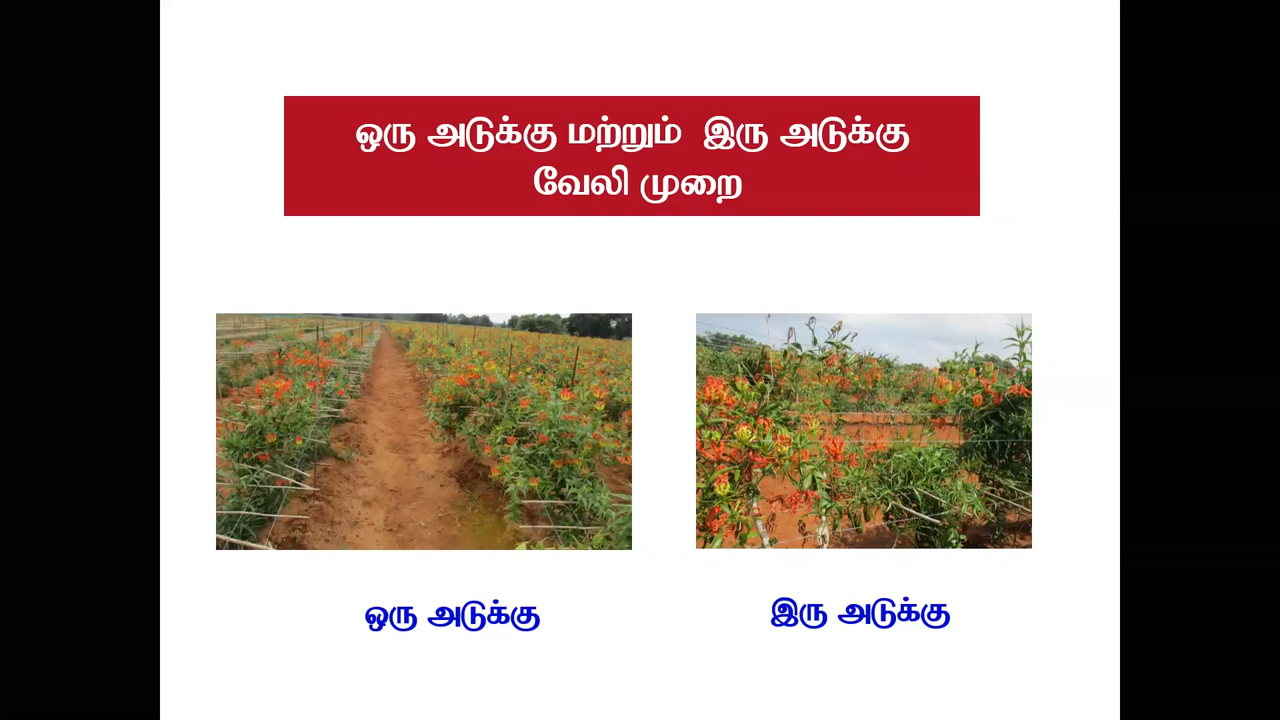 ஒரு அடுக்கு மற்றும் இரு அடுக்கு
வேலி முறை
ஒரு அடுக்கு
இரு அடுக்கு